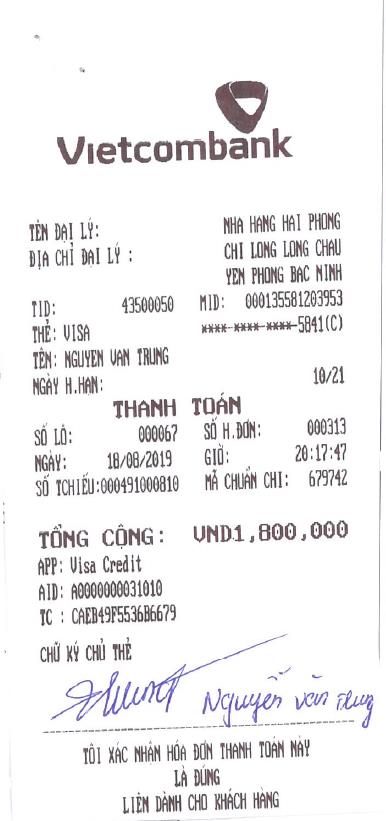 Vietcombank
TÊN ĐẠI LÝ: NHA HANG HAI PHONG
ĐỊA CHỈ ĐẠI LÝ : CHI LONG LONG CHAU
YEN PHONG BAC NINH
TID: 43500050 MID: 000135581203953
THẺ: VISA ****-****-****-5841(C)
TÊN: NGUYEN VAN TRUNG
NGÀY H.HẠN: 10/21
THANH TOÁN
SỐ LÔ: 000067 SỐ H.ĐƠN: 000313
NGÀY: 18/08/2019 GIỜ: 20:17:47
SỐ TCHIẾU:000491000810 MÃ CHUẨN CHI: 679742
TỔNG CỘNG: VND1,800,000
APP: Visa Credit
AID: A0000000031010
TC : CAEB49F5536B6679
CHỮ KÝ CHỦ THẺ
Nguyễn văn Trung
TÔI XÁC NHẬN HÓA ĐƠN THANH TOÁN NÀY
LÀ ĐÚNG
LIÊN DÀNH CHO KHÁCH HÀNG